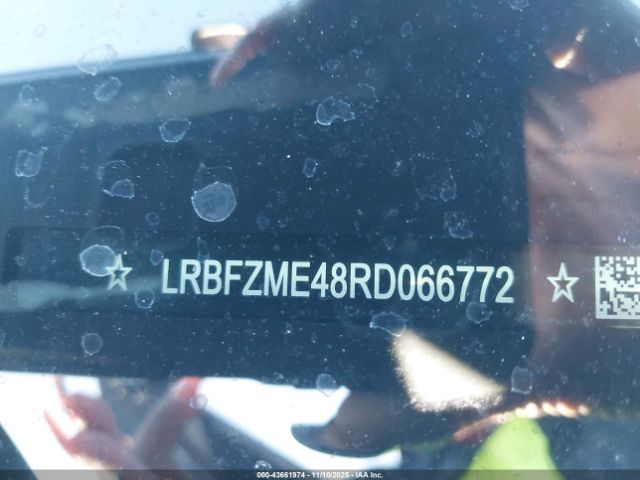 ☆ LRBFZME48RD066772 ☆
000-43661974 - 11/10/2025 - IAA Inc.